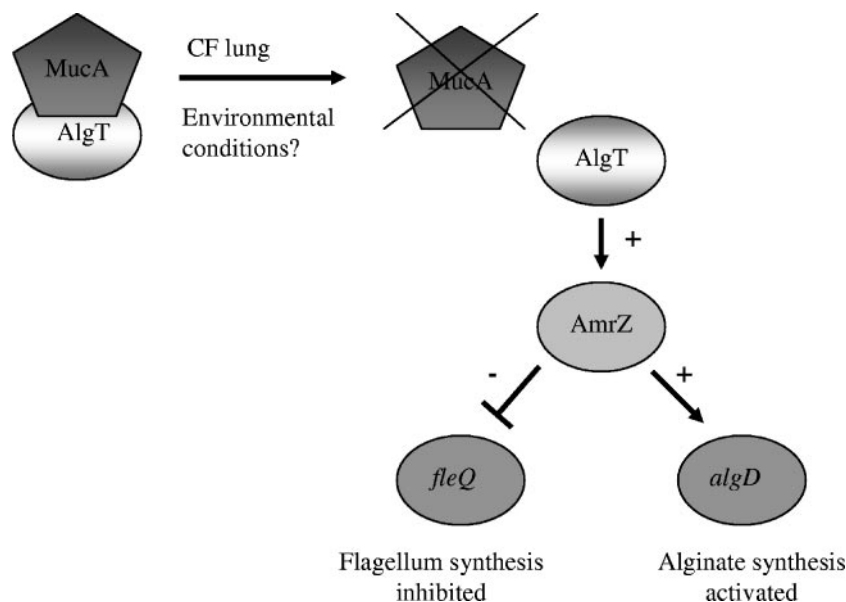 MucA
AlgT
CF lung
Environmental
conditions?
MucA
AlgT
+
AmrZ
-
+
fleQ
algD
Flagellum synthesis
inhibited
Alginate synthesis
activated